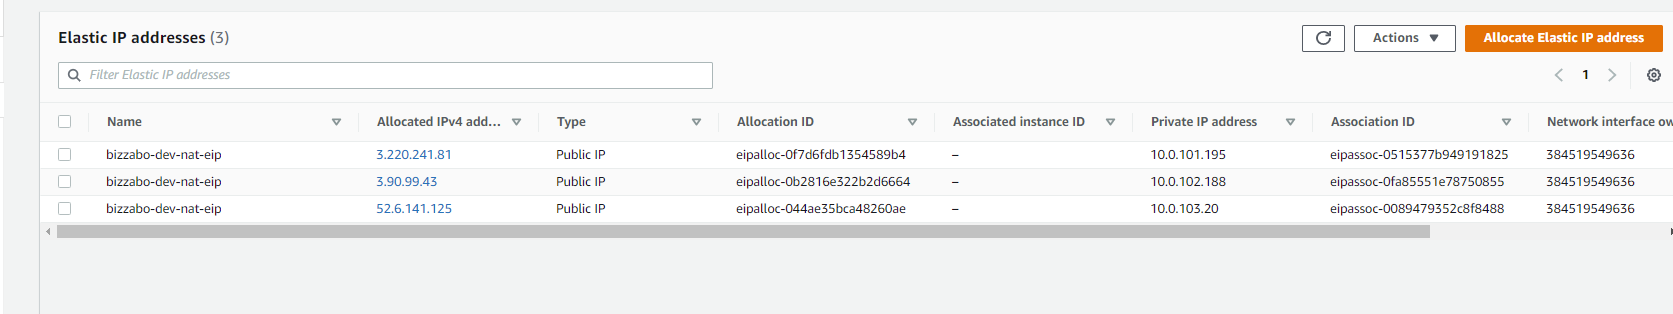 Elastic IP addresses (3)
Actions
Allocate Elastic IP address
Filter Elastic IP addresses
1
Name Allocated IPv4 add... Type Allocation ID Associated instance ID Private IP address Association ID Network interface ow
bizzabo-dev-nat-eip 3.220.241.81 Public IP eipalloc-0f7d6fdb1354589b4 – 10.0.101.195 eipassoc-0515377b949191825 384519549636
bizzabo-dev-nat-eip 3.90.99.43 Public IP eipalloc-0b2816e322b2d6664 – 10.0.102.188 eipassoc-0fa85551e78750855 384519549636
bizzabo-dev-nat-eip 52.6.141.125 Public IP eipalloc-044ae35bca48260ae – 10.0.103.20 eipassoc-0089479352c8f8488 384519549636